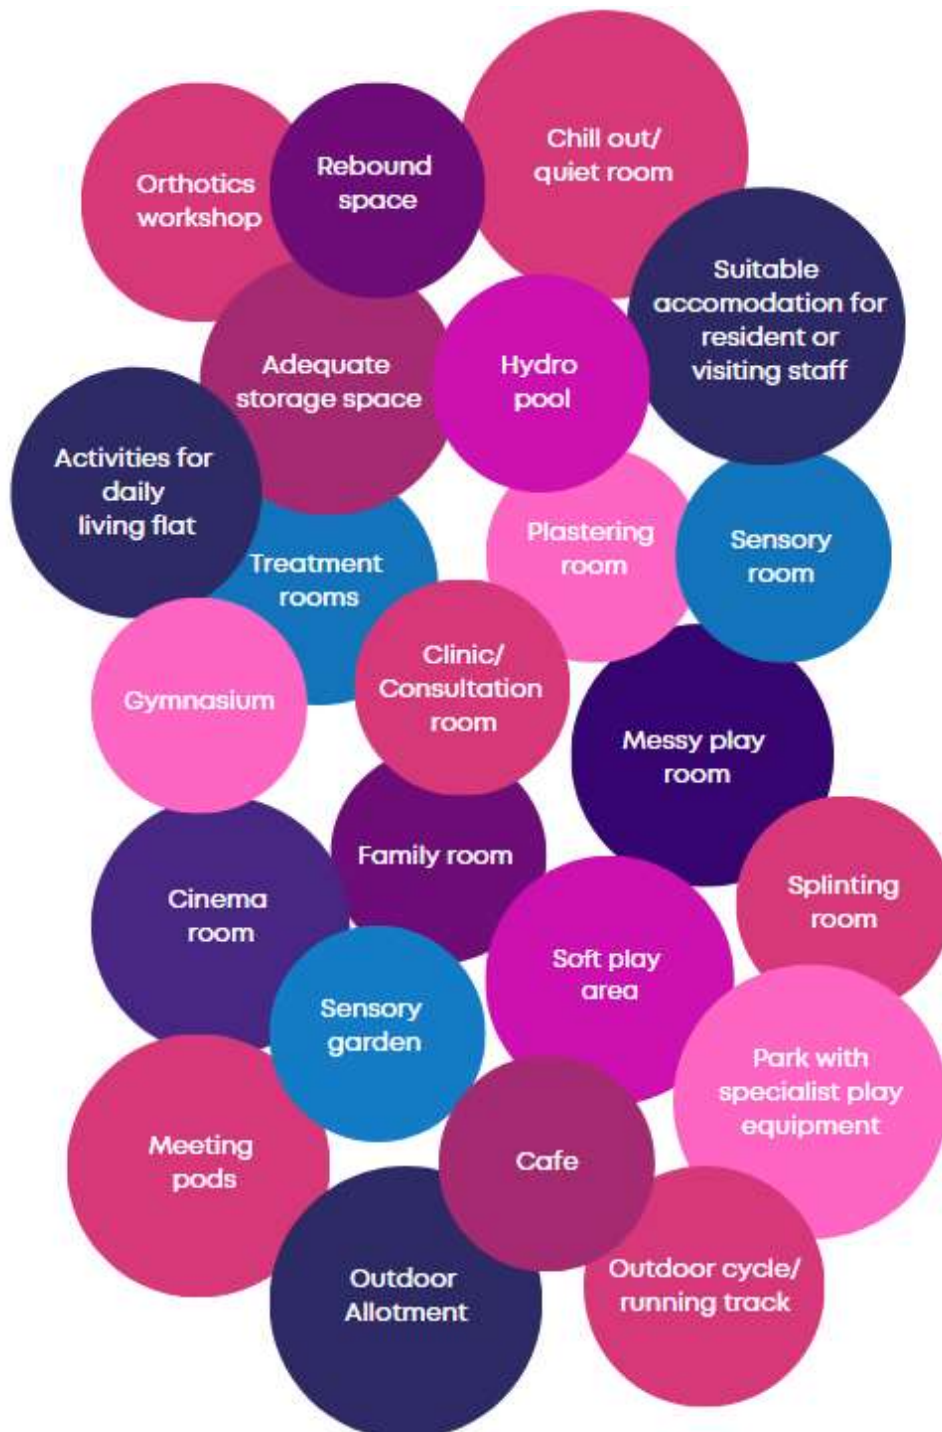 Chill out/
quiet room
Rebound
space
Orthotics
workshop
Suitable
accomodation for
resident or
visiting staff
Adequate
storage space
Hydro
pool
Activities for
daily
living flat
Plastering
room
Sensory
room
Treatment
rooms
Clinic/
Consultation
room
Gymnasium
Messy play
room
Family room
Splinting
room
Cinema
room
Soft play
area
Sensory
garden
Park with
specialist play
equipment
Meeting
pods
Cafe
Outdoor
Allotment
Outdoor cycle/
running track